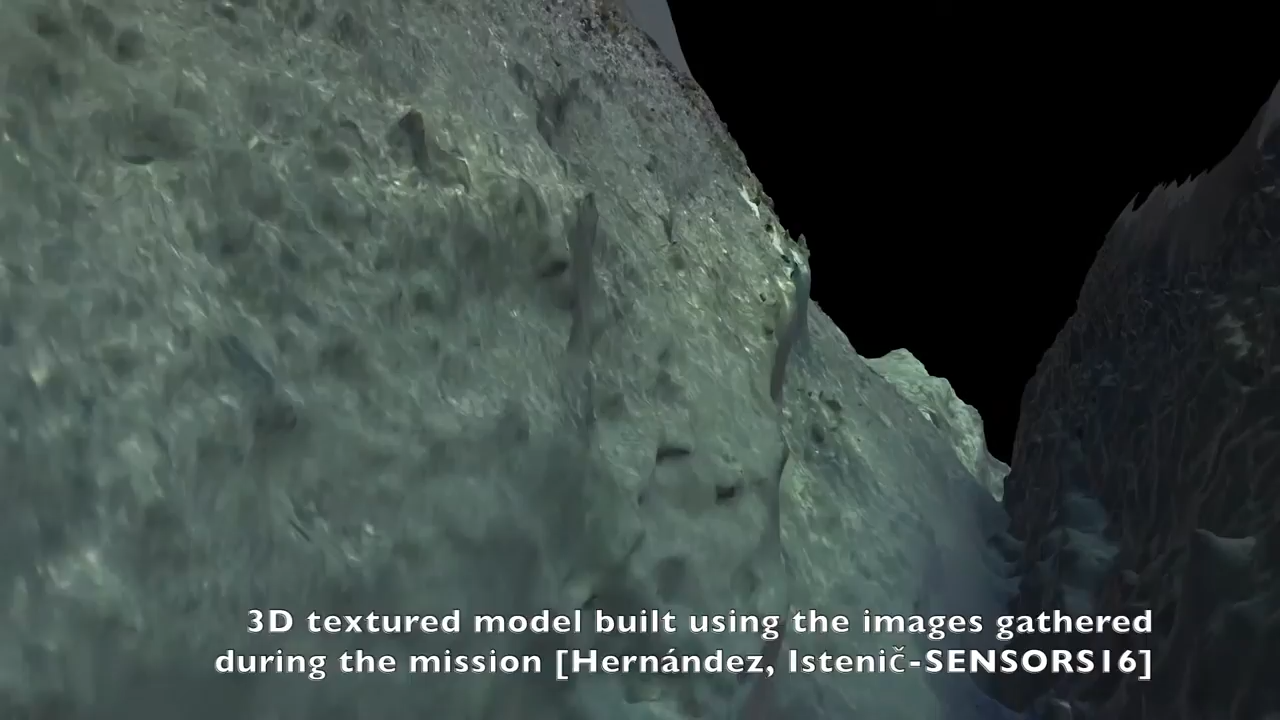 3D textured model built using the images gathered
during the mission [Hernández, Istenič-SENSORS16]